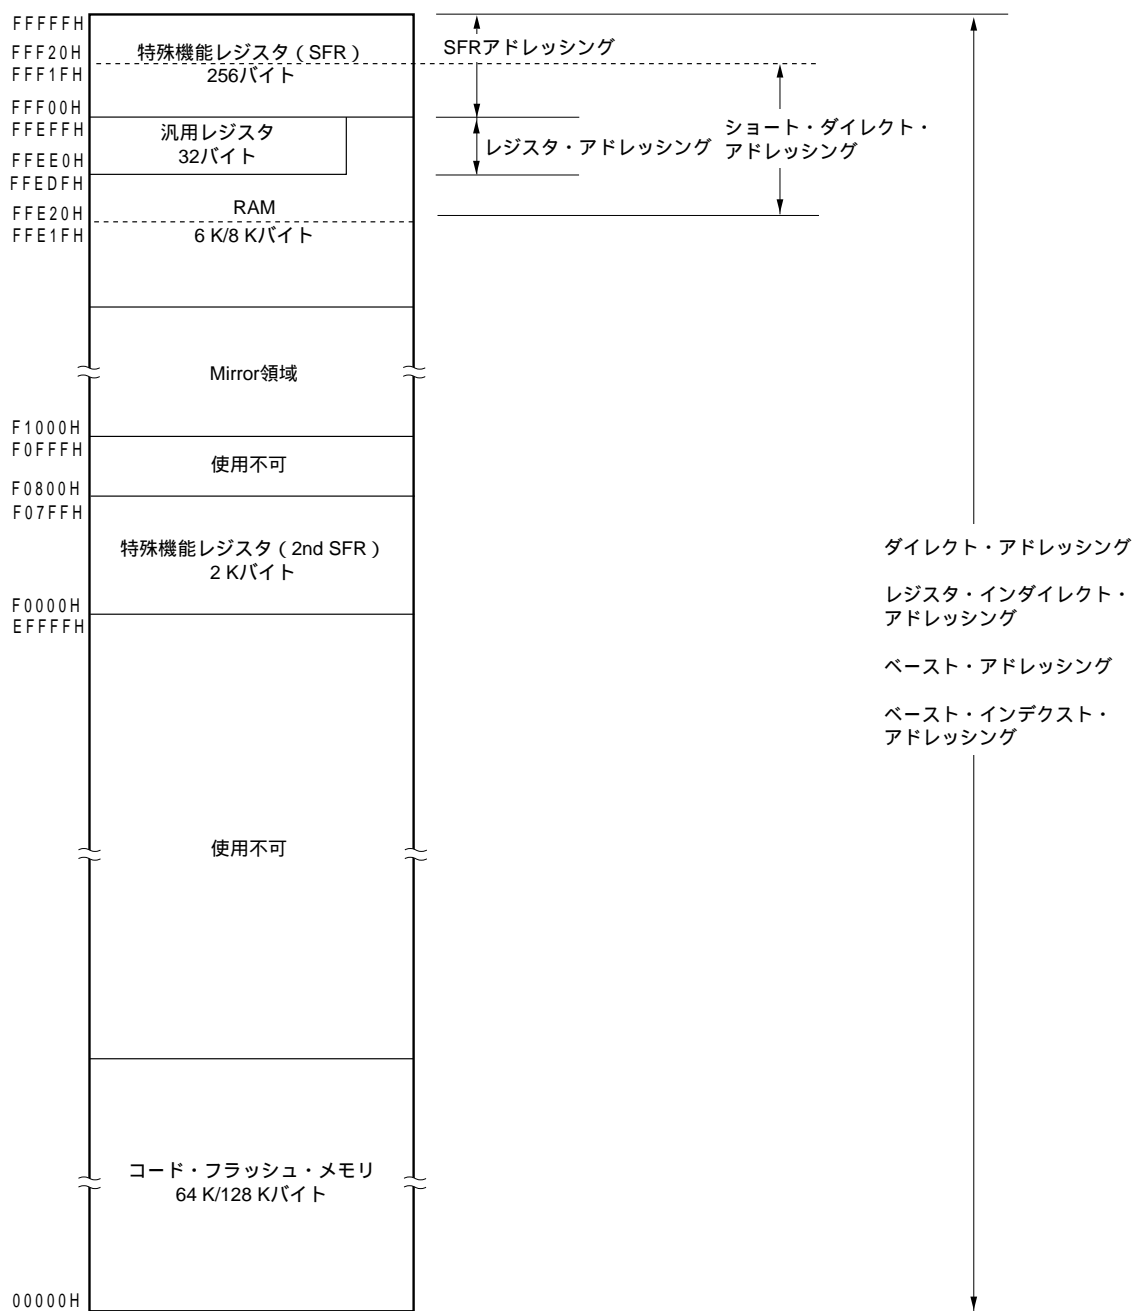 FFFFFH
FFF20H
FFF1FH
FFF00H
FFEFFH
FFEE0H
FFEDFH
FFE20H
FFE1FH
F1000H
F0FFFH
F0800H
F07FFH
F0000H
EFFFFH
00000H
特殊機能レジスタ（SFR）
256バイト
汎用レジスタ
32バイト
RAM
6 K/8 Kバイト
Mirror領域
使用不可
特殊機能レジスタ（2nd SFR）
2 Kバイト
使用不可
コード・フラッシュ・メモリ
64 K/128 Kバイト
SFRアドレッシング
レジスタ・アドレッシング
ショート・ダイレクト・
アドレッシング
ダイレクト・アドレッシング
レジスタ・インダイレクト・
アドレッシング
ベースト・アドレッシング
ベースト・インデクスト・
アドレッシング